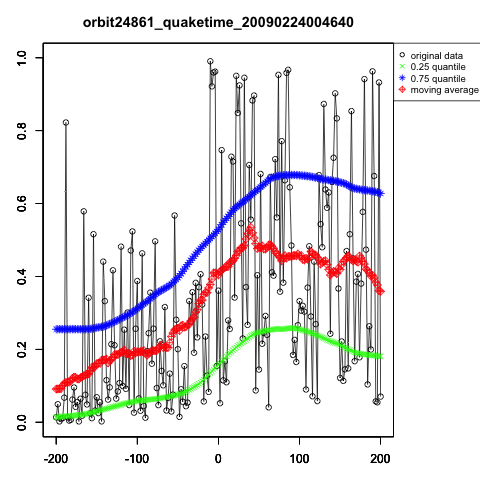 orbit24861_quaketime_20090224004640
original data
0.25 quantile
0.75 quantile
moving average
1.0
0.8
0.6
0.4
0.2
0.0
-200 -100 0 100 200